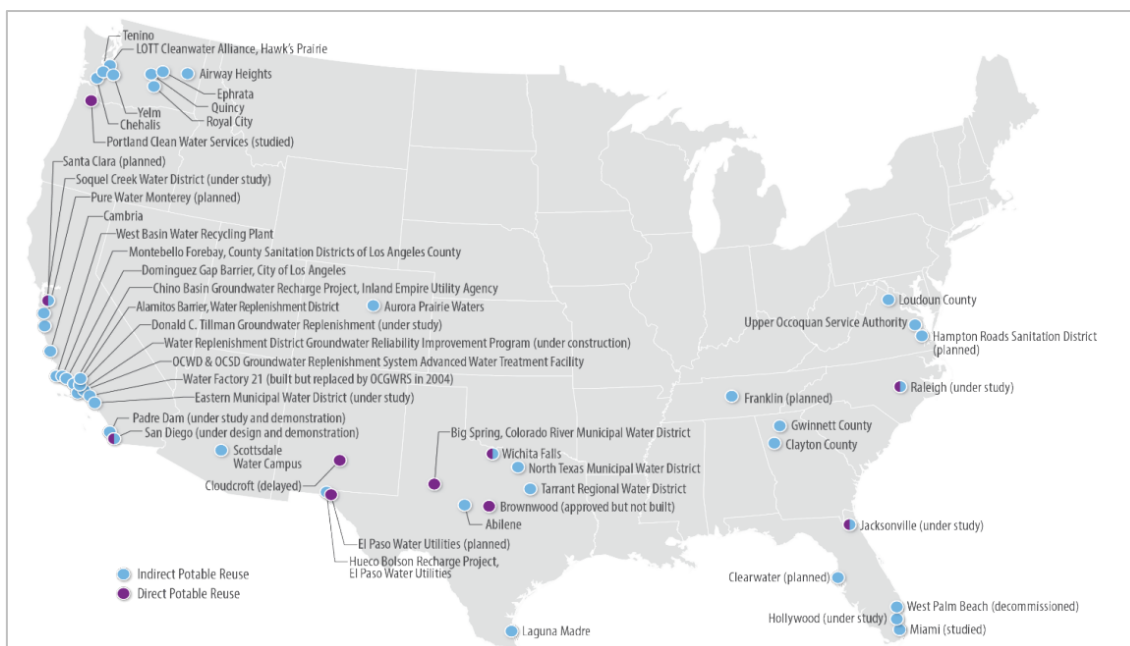 Tenino
LOTT Cleanwater Alliance, Hawk's Prairie
Airway Heights
Ephrata
Quincy
Royal City
Yelm
Chehalis
Portland Clean Water Services (studied)
Santa Clara (planned)
Soquel Creek Water District (under study)
Pure Water Monterey (planned)
Cambria
West Basin Water Recycling Plant
Montebello Forebay, County Sanitation Districts of Los Angeles County
Dominguez Gap Barrier, City of Los Angeles
Chino Basin Groundwater Recharge Project, Inland Empire Utility Agency
Alamitos Barrier, Water Replenishment District
Aurora Prairie Waters
Donald C. Tillman Groundwater Replenishment (under study)
Water Replenishment District Groundwater Reliability Improvement Program (under construction)
OCWD & OCSD Groundwater Replenishment System Advanced Water Treatment Facility
Water Factory 21 (built but replaced by OCGWRS in 2004)
Eastern Municipal Water District (under study)
Padre Dam (under study and demonstration)
San Diego (under design and demonstration)
Scottsdale
Water Campus
Cloudcroft (delayed)
Big Spring, Colorado River Municipal Water District
Wichita Falls
North Texas Municipal Water District
Tarrant Regional Water District
Brownwood (approved but not built)
Abilene
El Paso Water Utilities (planned)
Hueco Bolson Recharge Project,
El Paso Water Utilities
Laguna Madre
Loudoun County
Upper Occoquan Service Authority
Hampton Roads Sanitation District
(planned)
Raleigh (under study)
Franklin (planned)
Gwinnett County
Clayton County
Jacksonville (under study)
Clearwater (planned)
West Palm Beach (decommissioned)
Hollywood (under study)
Miami (studied)
Indirect Potable Reuse
Direct Potable Reuse